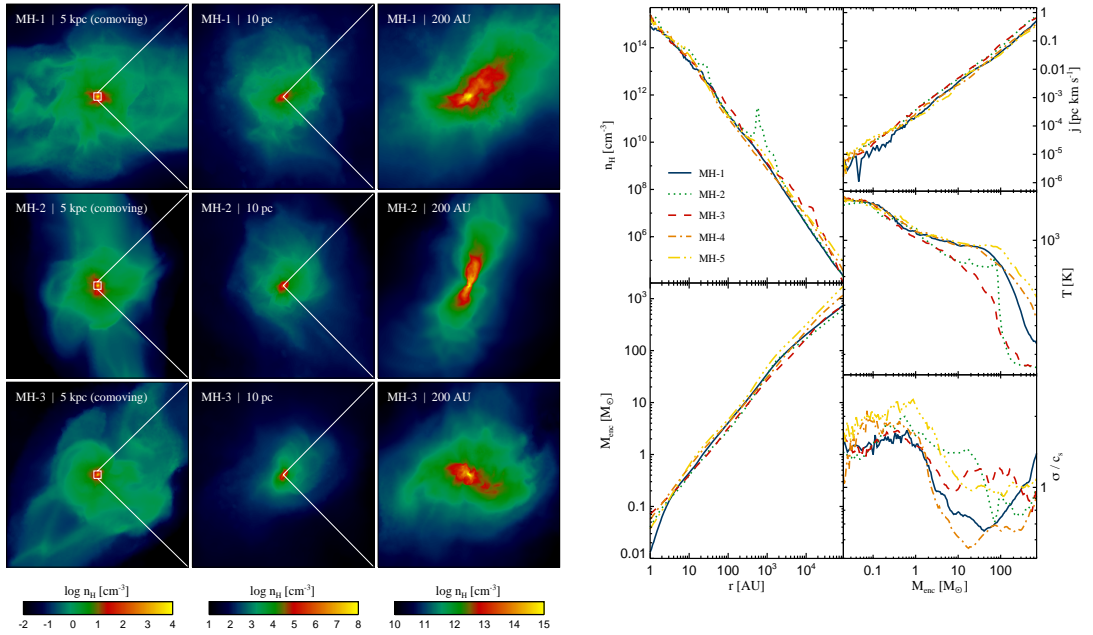 MH-1 | 5 kpc (comoving)
MH-1 | 10 pc
MH-1 | 200 AU
MH-2 | 5 kpc (comoving)
MH-2 | 10 pc
MH-2 | 200 AU
MH-3 | 5 kpc (comoving)
MH-3 | 10 pc
MH-3 | 200 AU
log n_H [cm^-3]
-2 -1 0 1 2 3 4
log n_H [cm^-3]
1 2 3 4 5 6 7 8
log n_H [cm^-3]
10 11 12 13 14 15
n_H [cm^-3]
10^14
10^12
10^10
10^8
10^6
MH-1
MH-2
MH-3
MH-4
MH-5
M_enc [M_⊙]
10^3
100
10
1
0.1
0.01
1 10 100 10^3 10^4
r [AU]
1
0.1
0.01
10^-3
10^-4
10^-5
10^-6
j [pc km s^-1]
10^3
T [K]
1
σ / c_s
0.1 1 10 100
M_enc [M_⊙]